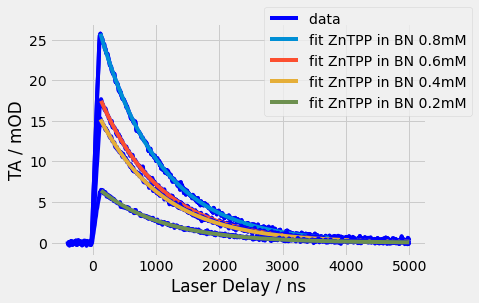 data
fit ZnTPP in BN 0.8mM
fit ZnTPP in BN 0.6mM
fit ZnTPP in BN 0.4mM
fit ZnTPP in BN 0.2mM
TA / mOD
25
20
15
10
5
0
0 1000 2000 3000 4000 5000
Laser Delay / ns